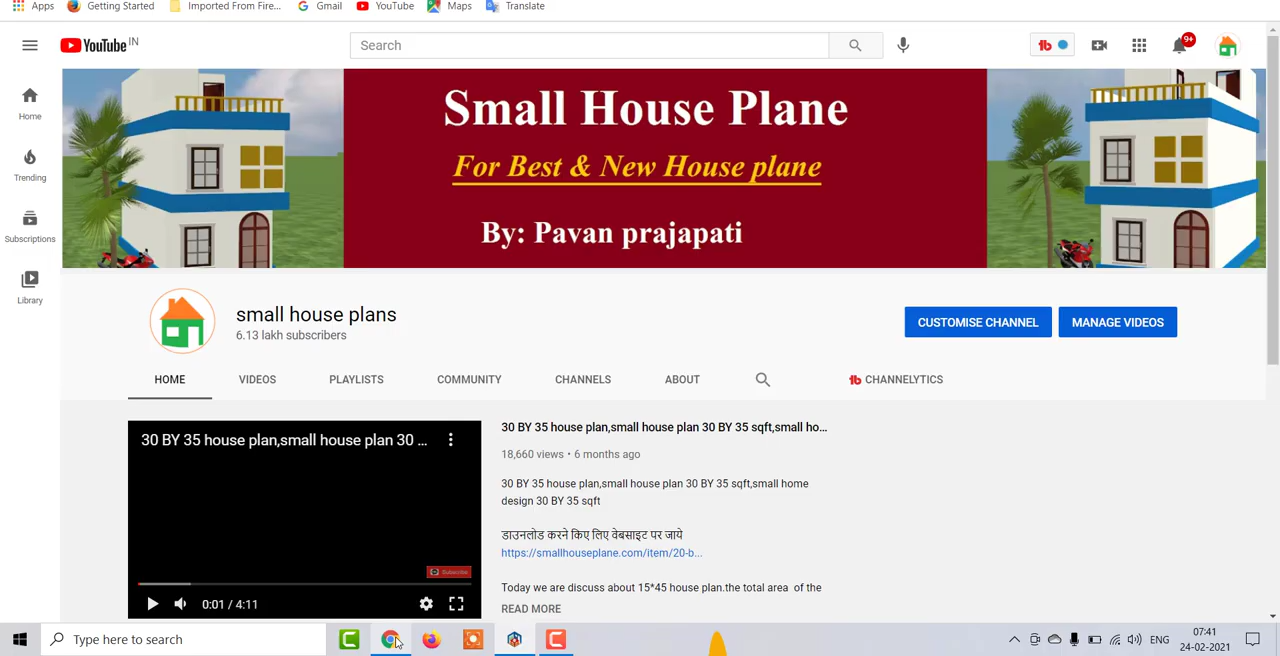 Apps Getting Started Imported From Fire... Gmail YouTube Maps Translate
YouTube IN
Search
9+
Home
Trending
Subscriptions
Library
Small House Plane
For Best & New House plane
By: Pavan prajapati
small house plans
6.13 lakh subscribers
CUSTOMISE CHANNEL MANAGE VIDEOS
HOME VIDEOS PLAYLISTS COMMUNITY CHANNELS ABOUT CHANNELYTICS
30 BY 35 house plan,small house plan 30 ...
Subscribe
0:01 / 4:11
30 BY 35 house plan,small house plan 30 BY 35 sqft,small ho...
18,660 views • 6 months ago
30 BY 35 house plan,small house plan 30 BY 35 sqft,small home
design 30 BY 35 sqft
डाउनलोड करने किए लिए वेबसाइट पर जाये
https://smallhouseplane.com/item/20-b...
Today we are discuss about 15*45 house plan.the total area of the
READ MORE
Type here to search
ENG
07:41
24-02-2021